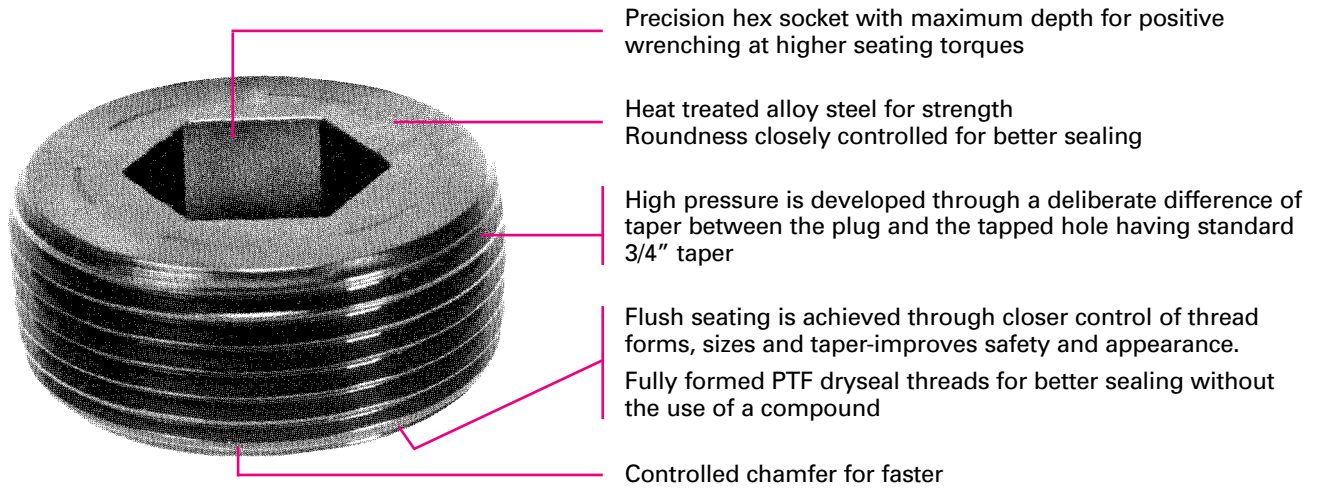 Precision hex socket with maximum depth for positive
wrenching at higher seating torques
Heat treated alloy steel for strength
Roundness closely controlled for better sealing
High pressure is developed through a deliberate difference of
taper between the plug and the tapped hole having standard
3/4″ taper
Flush seating is achieved through closer control of thread
forms, sizes and taper-improves safety and appearance.
Fully formed PTF dryseal threads for better sealing without
the use of a compound
Controlled chamfer for faster